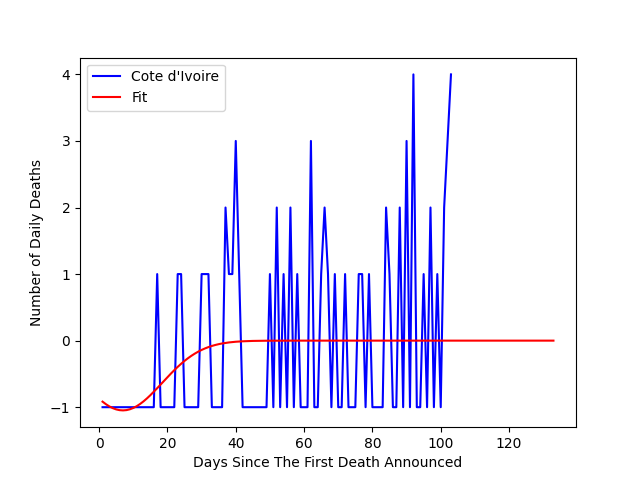 Cote d'Ivoire
Fit
Number of Daily Deaths
4
3
2
1
0
−1
0 20 40 60 80 100 120
Days Since The First Death Announced